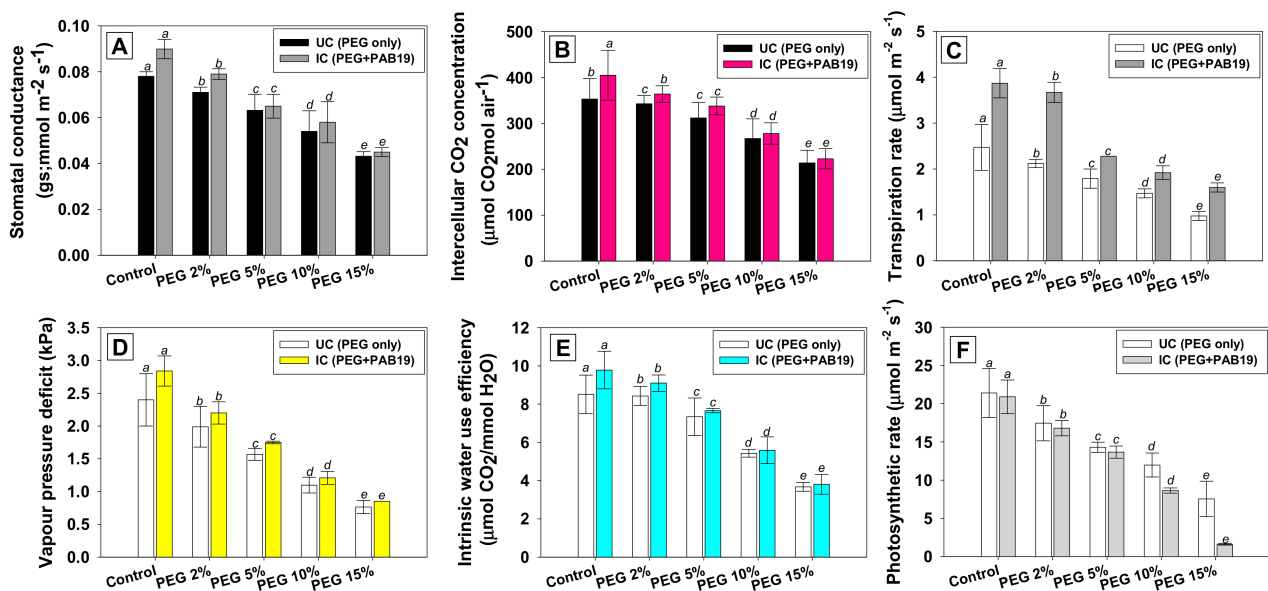 A
UC (PEG only)
IC (PEG+PAB19)
Stomatal conductance
(gs;mmol m-2 s-1)
0.10
0.08
0.06
0.04
0.02
0.00
a
a
b
b
c
c
d
d
e
e
Control
PEG 2%
PEG 5%
PEG 10%
PEG 15%
B
UC (PEG only)
IC (PEG+PAB19)
Intercellular CO2 concentration
(µmol CO2mol air-1)
500
400
300
200
100
0
b
a
b
b
c
c
d
d
e
e
Control
PEG 2%
PEG 5%
PEG 10%
PEG 15%
C
UC (PEG only)
IC (PEG+PAB19)
Transpiration rate (µmol m-2 s-1)
5
4
3
2
1
0
a
a
b
b
c
c
d
d
e
e
Control
PEG 2%
PEG 5%
PEG 10%
PEG 15%
D
UC (PEG only)
IC (PEG+PAB19)
Vapour pressure deficit (kPa)
3.5
3.0
2.5
2.0
1.5
1.0
0.5
0.0
a
a
b
b
c
c
d
d
e
e
Control
PEG 2%
PEG 5%
PEG 10%
PEG 15%
E
UC (PEG only)
IC (PEG+PAB19)
Intrinsic water use efficiency
(µmol CO2/mmol H2O)
12
10
8
6
4
2
0
a
a
b
b
c
c
d
d
e
e
Control
PEG 2%
PEG 5%
PEG 10%
PEG 15%
F
UC (PEG only)
IC (PEG+PAB19)
Photosynthetic rate (µmol m-2 s-1)
30
25
20
15
10
5
0
a
a
b
b
c
c
d
d
e
e
Control
PEG 2%
PEG 5%
PEG 10%
PEG 15%